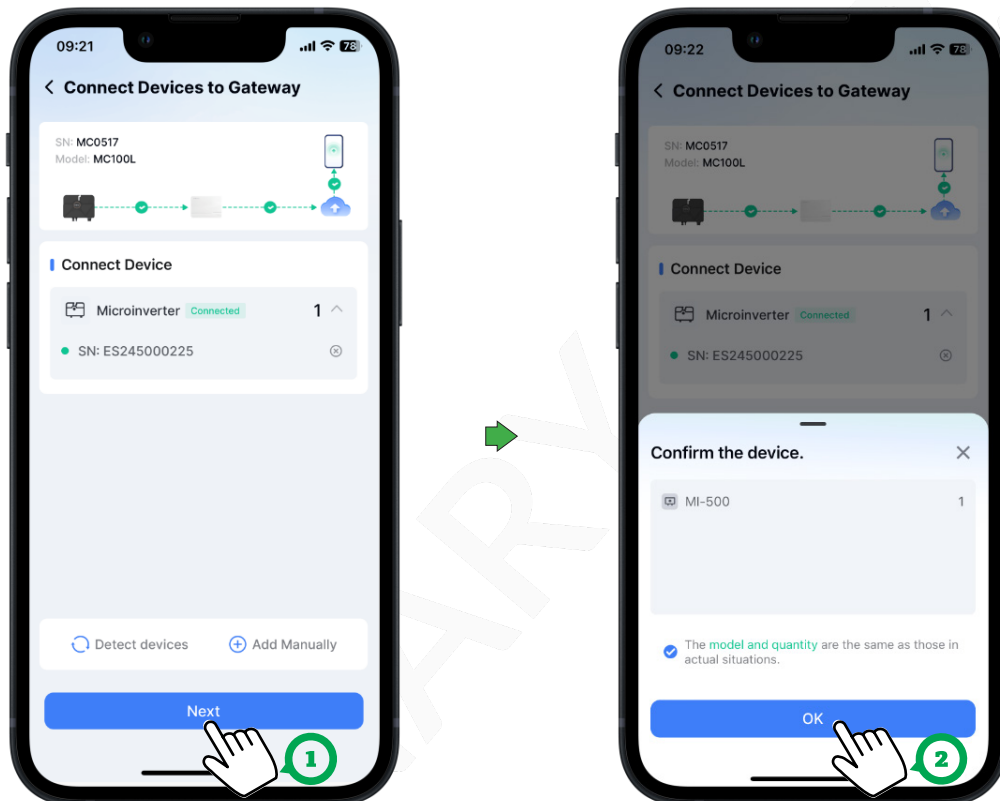 09:21
78
Connect Devices to Gateway
SN: MC0517
Model: MC100L
Connect Device
Microinverter Connected 1
SN: ES245000225
Detect devices
Add Manually
Next
1
09:22
78
Connect Devices to Gateway
SN: MC0517
Model: MC100L
Connect Device
Microinverter Connected 1
SN: ES245000225
Confirm the device.
MI-500 1
The model and quantity are the same as those in
actual situations.
OK
2